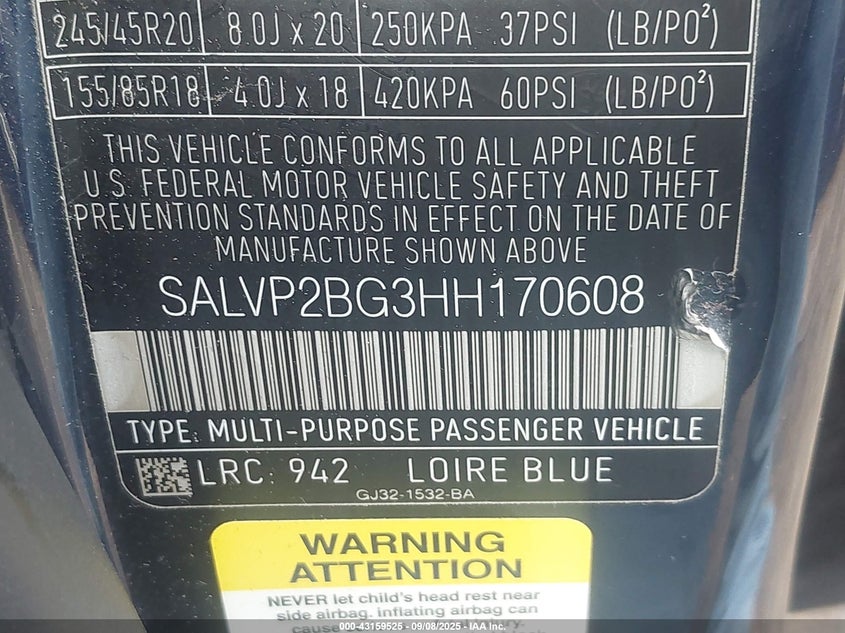 245/45R20 8.0J x 20 250KPA 37PSI (LB/PO²)
155/85R18 4.0J x 18 420KPA 60PSI (LB/PO²)
THIS VEHICLE CONFORMS TO ALL APPLICABLE
U.S. FEDERAL MOTOR VEHICLE SAFETY AND THEFT
PREVENTION STANDARDS IN EFFECT ON THE DATE OF
MANUFACTURE SHOWN ABOVE
SALVP2BG3HH170608
TYPE: MULTI-PURPOSE PASSENGER VEHICLE
LRC: 942 LOIRE BLUE
GJ32-1532-BA
WARNING
ATTENTION
NEVER let child's head rest near
side airbag. inflating airbag can
000-43159525 - 09/08/2025 - IAA Inc.